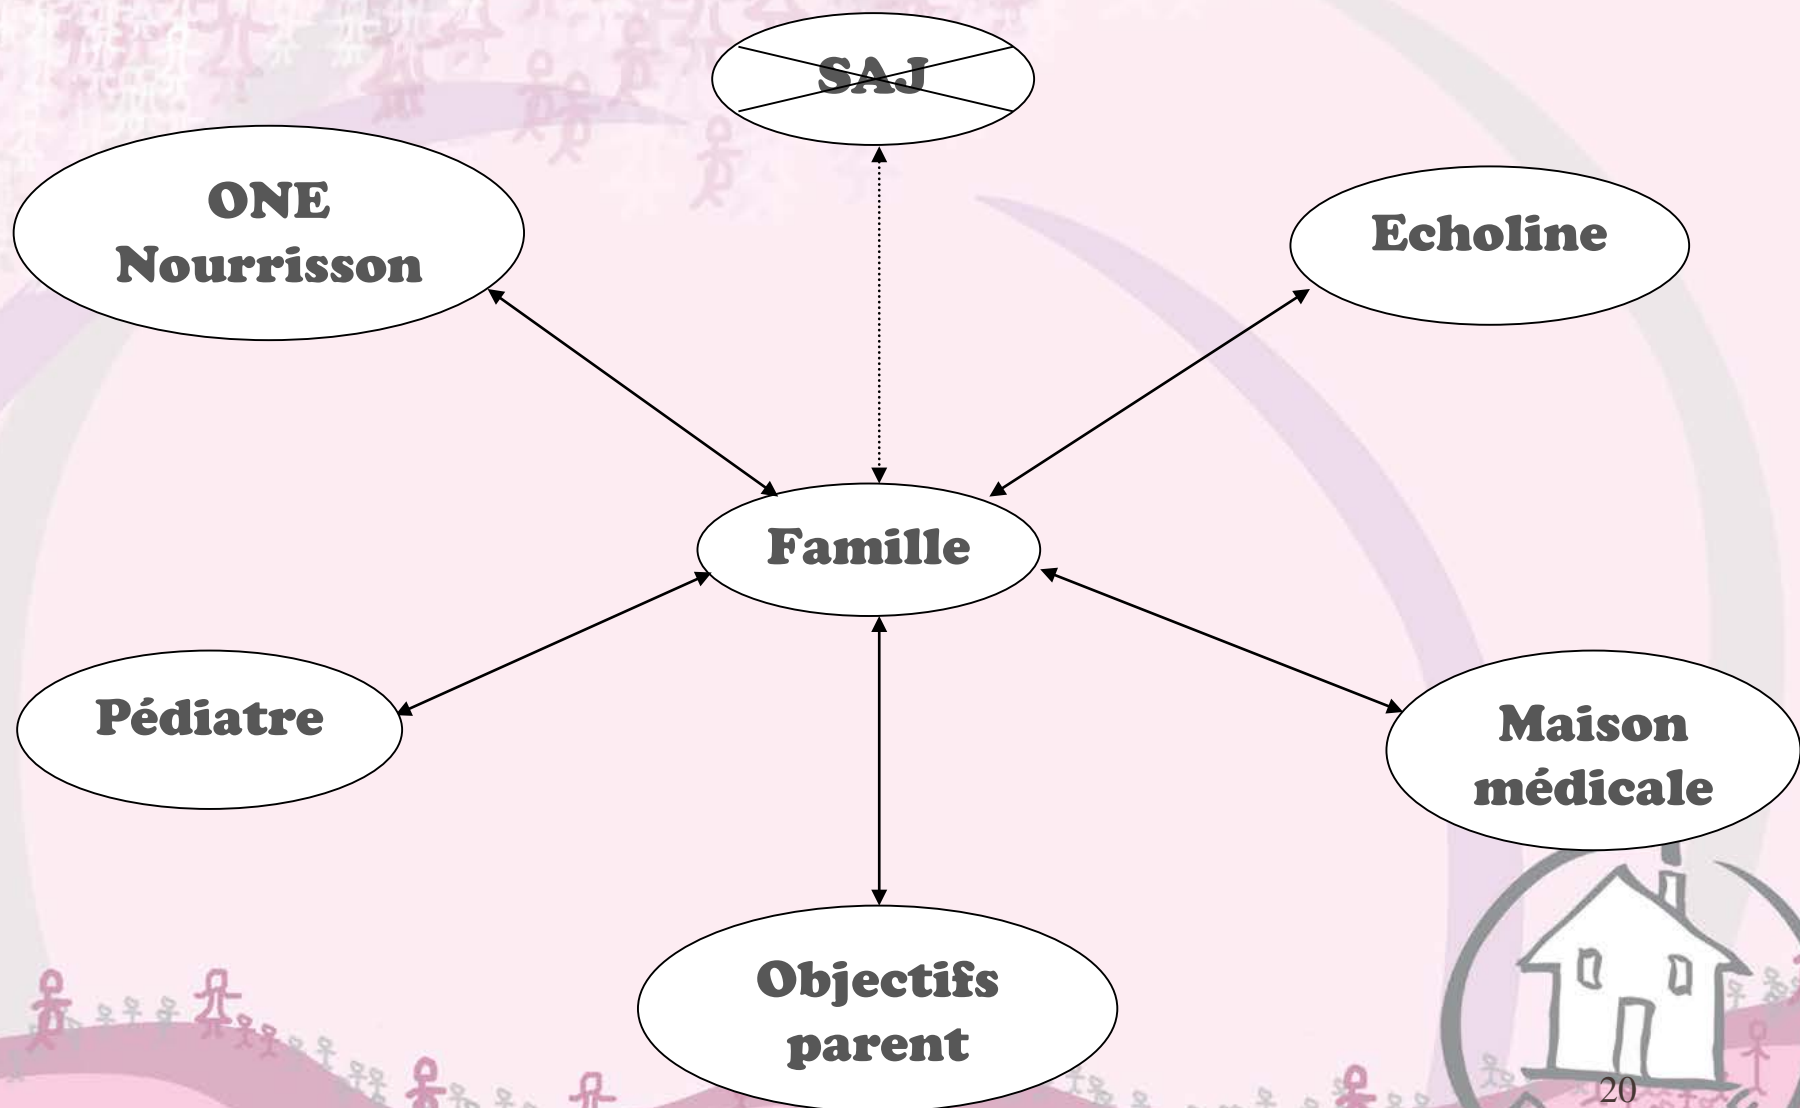 SAJ
ONE
Nourrisson
Echoline
Famille
Pédiatre
Maison
médicale
Objectifs
parent
20